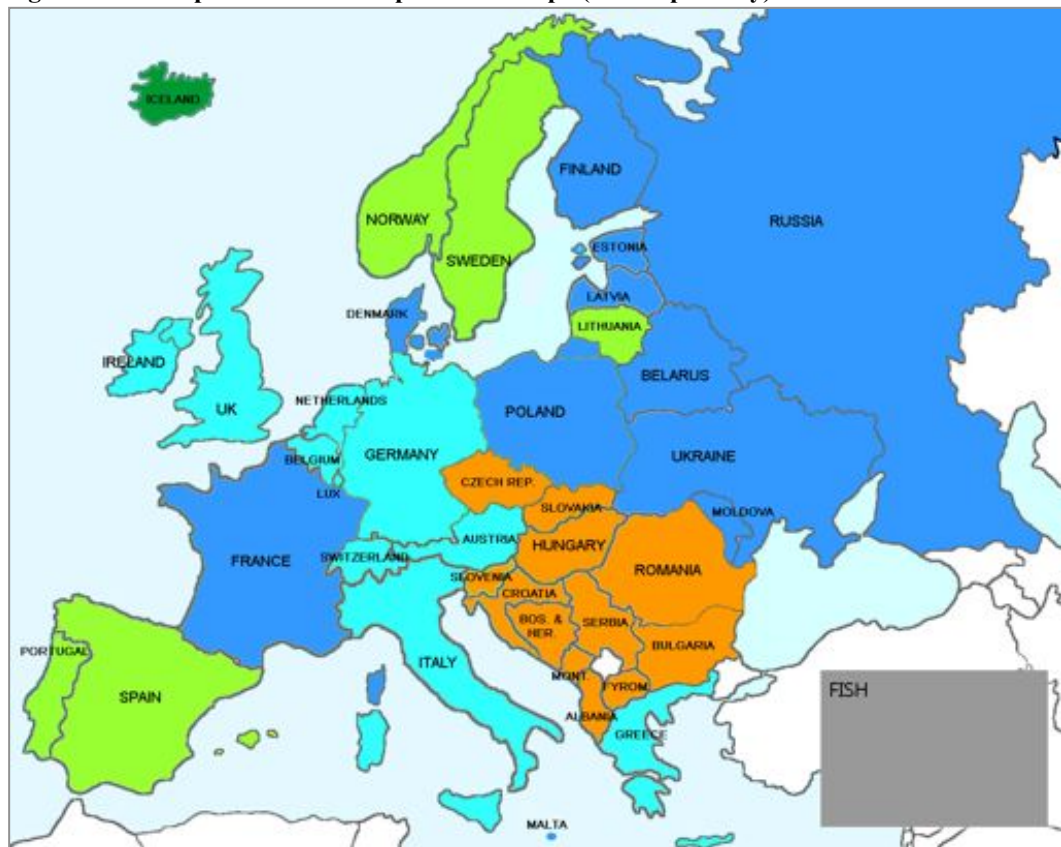 ICELAND
NORWAY
SWEDEN
FINLAND
RUSSIA
ESTONIA
LATVIA
LITHUANIA
DENMARK
BELARUS
IRELAND
UK
NETHERLANDS
POLAND
BELGIUM
GERMANY
UKRAINE
LUX
CZECH REP.
SLOVAKIA
MOLDOVA
FRANCE
SWITZERLAND
AUSTRIA
HUNGARY
ROMANIA
SLOVENIA
CROATIA
BOS. &
HER.
SERBIA
BULGARIA
PORTUGAL
SPAIN
ITALY
MONT.
FYROM
ALBANIA
GREECE
MALTA
FISH